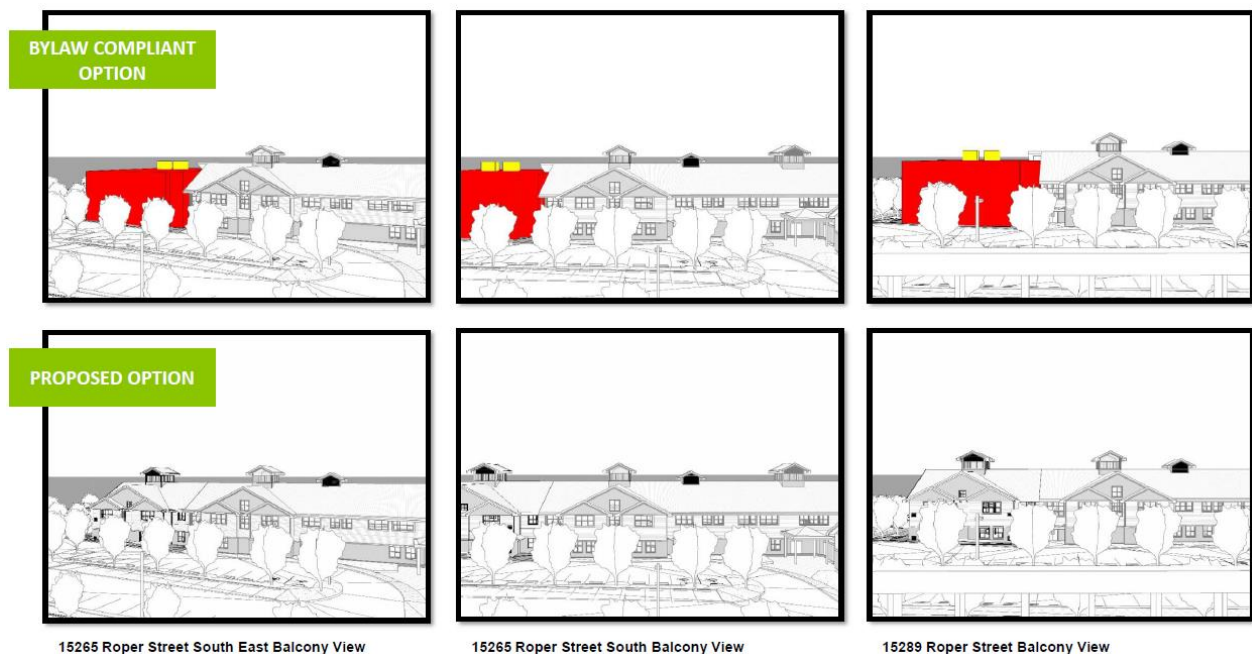 BYLAW COMPLIANT
OPTION
PROPOSED OPTION
15265 Roper Street South East Balcony View
15265 Roper Street South Balcony View
15289 Roper Street Balcony View